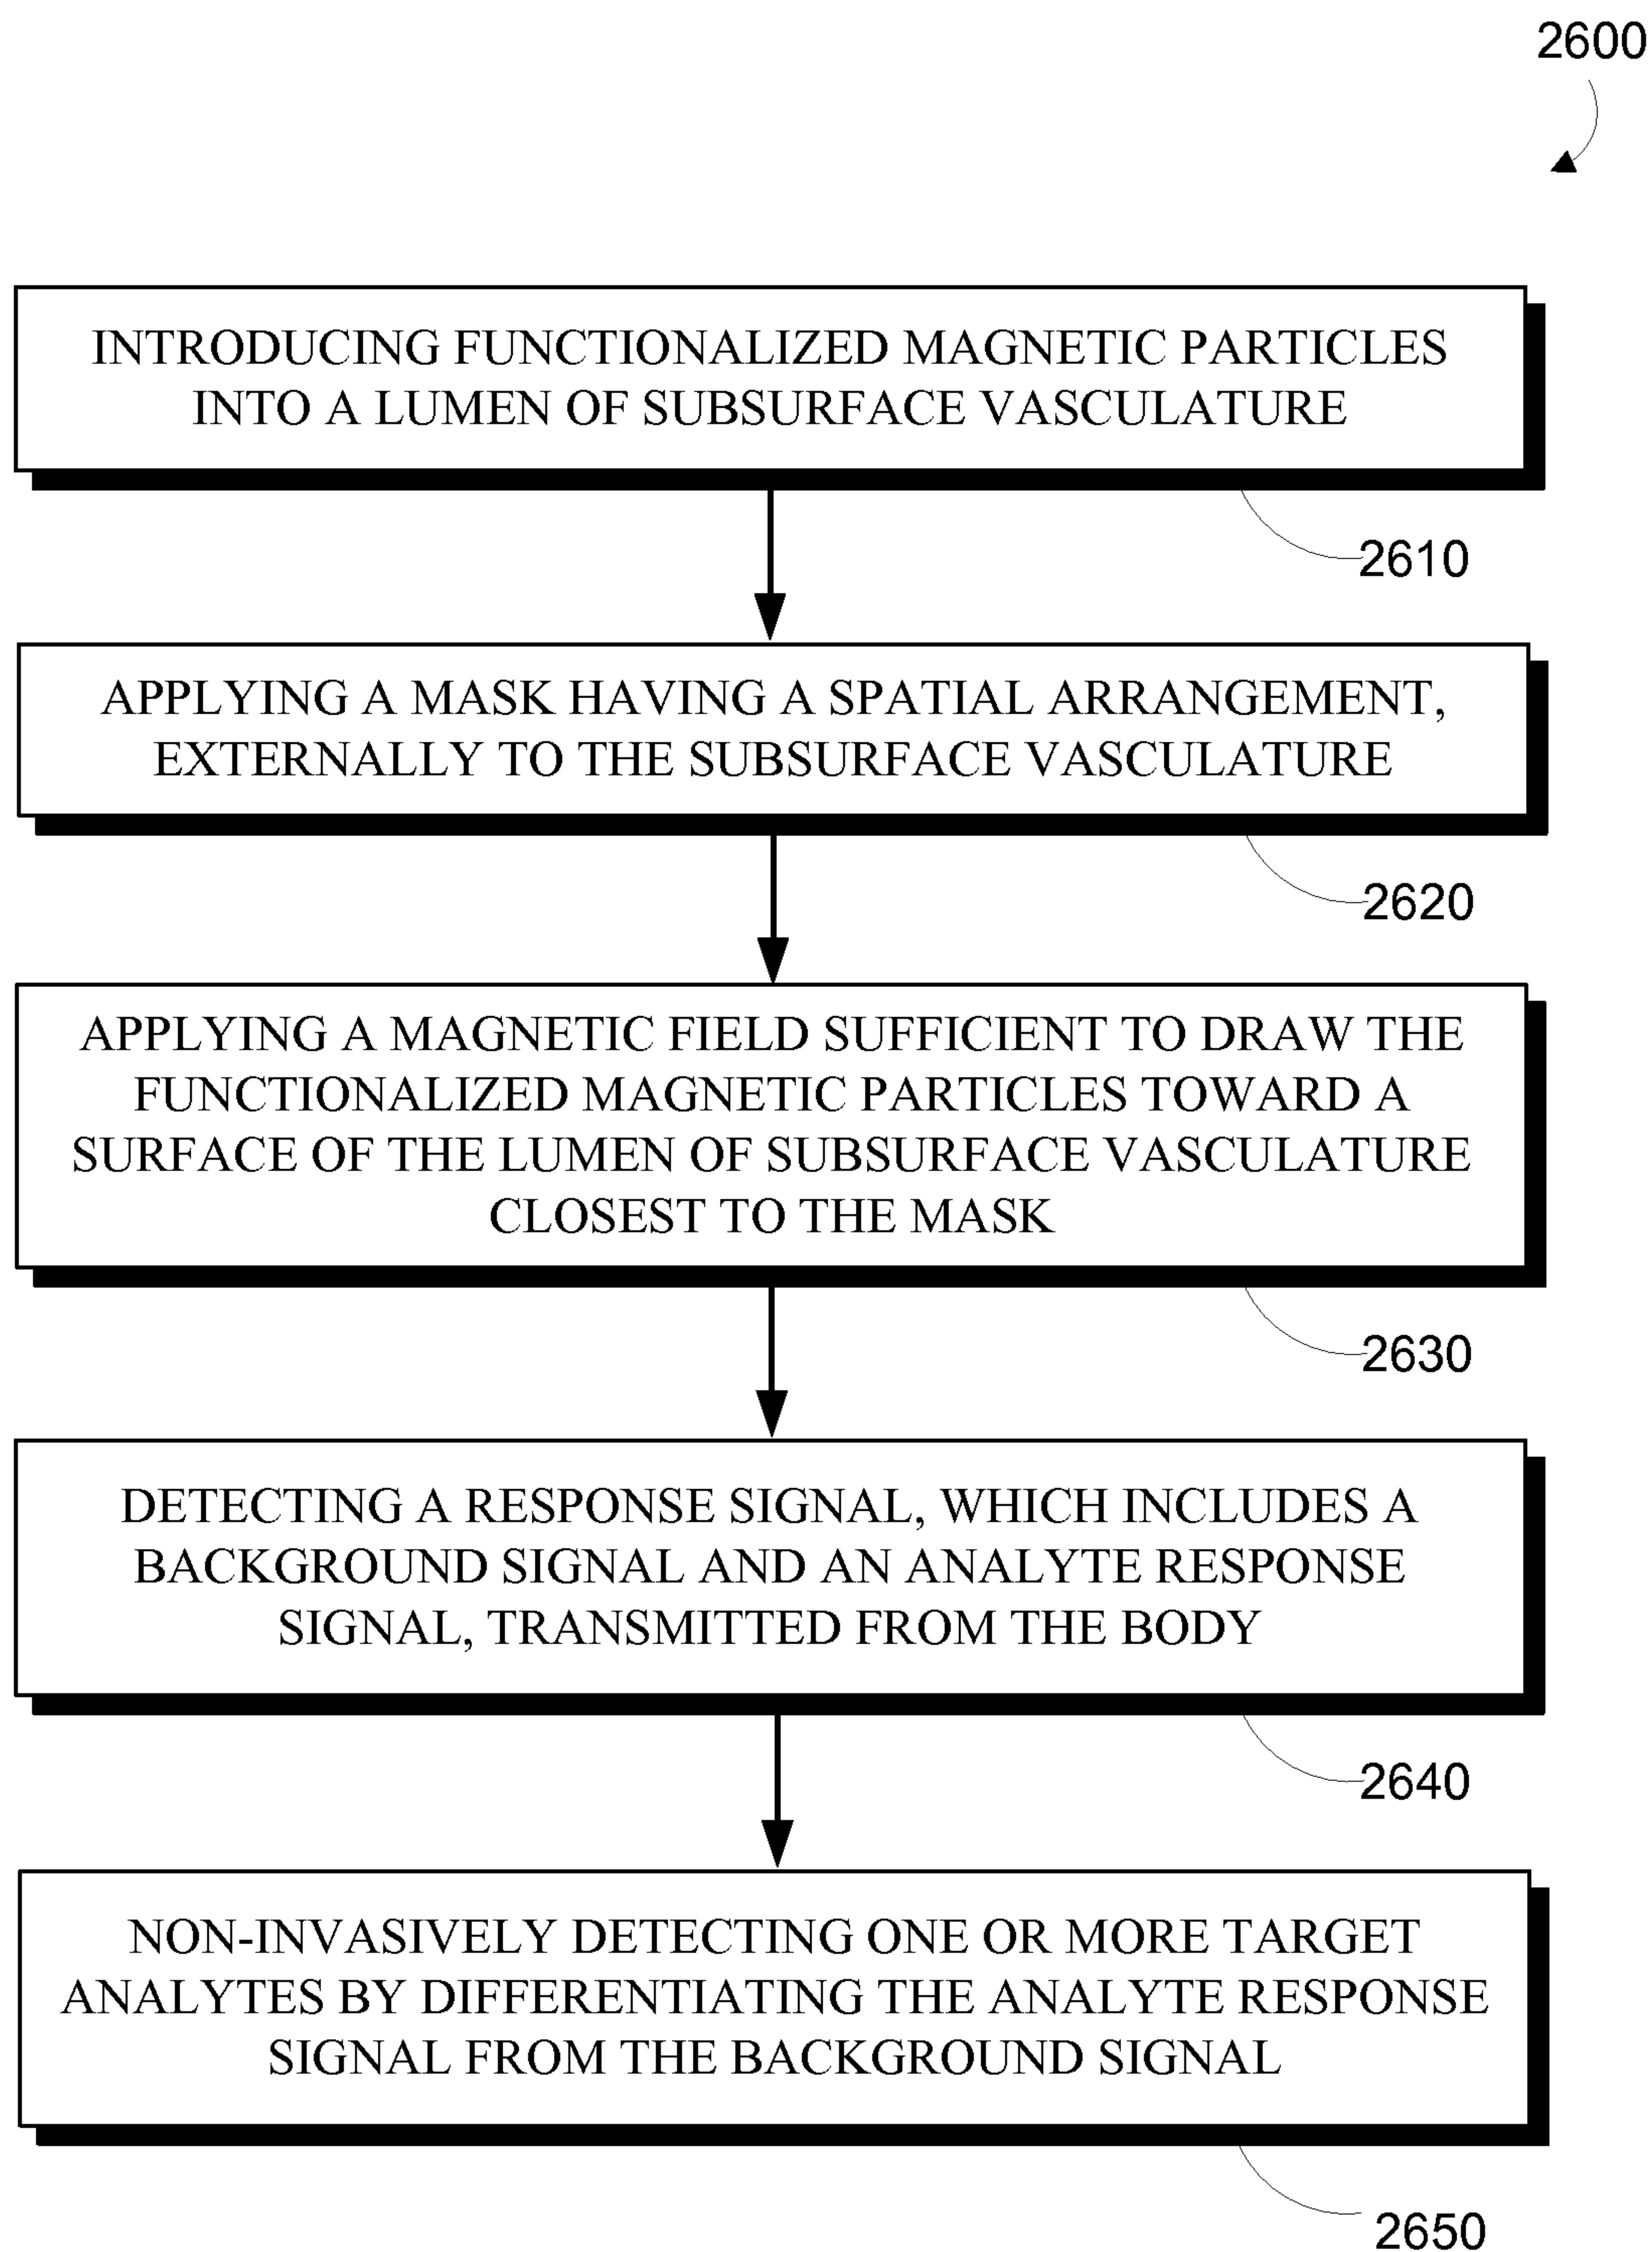 2600
INTRODUCING FUNCTIONALIZED MAGNETIC PARTICLES
INTO A LUMEN OF SUBSURFACE VASCULATURE
2610
APPLYING A MASK HAVING A SPATIAL ARRANGEMENT,
EXTERNALLY TO THE SUBSURFACE VASCULATURE
2620
APPLYING A MAGNETIC FIELD SUFFICIENT TO DRAW THE
FUNCTIONALIZED MAGNETIC PARTICLES TOWARD A
SURFACE OF THE LUMEN OF SUBSURFACE VASCULATURE
CLOSEST TO THE MASK
2630
DETECTING A RESPONSE SIGNAL, WHICH INCLUDES A
BACKGROUND SIGNAL AND AN ANALYTE RESPONSE
SIGNAL, TRANSMITTED FROM THE BODY
2640
NON-INVASIVELY DETECTING ONE OR MORE TARGET
ANALYTES BY DIFFERENTIATING THE ANALYTE RESPONSE
SIGNAL FROM THE BACKGROUND SIGNAL
2650